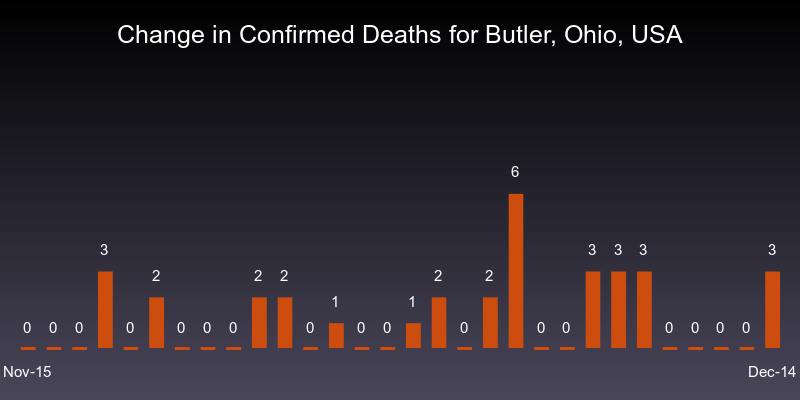 Change in Confirmed Deaths for Butler, Ohio, USA
6
3 3 3 3 3
2 2 2 2 2
1 1
0 0 0 0 0 0 0 0 0 0 0 0 0 0 0 0 0
Nov-15 Dec-14